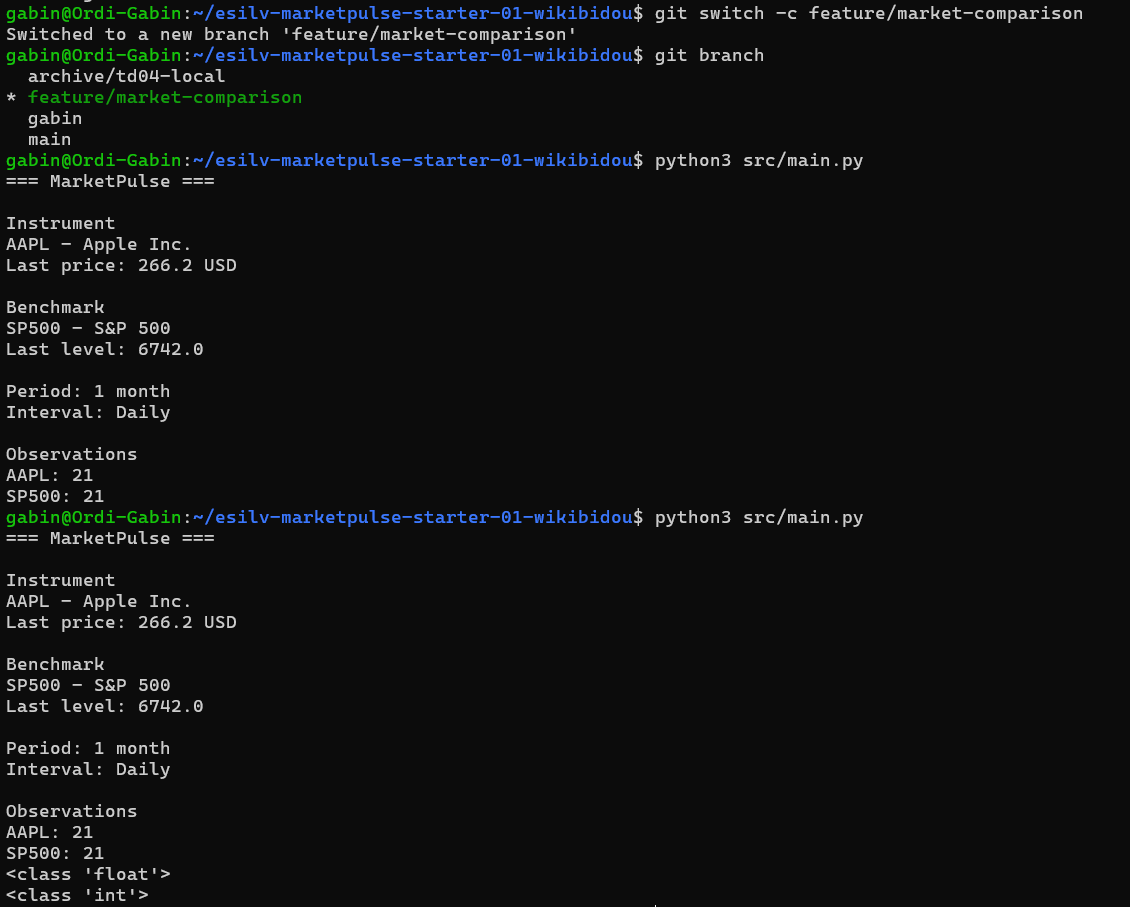 gabin@Ordi-Gabin:~/esilv-marketpulse-starter-01-wikibidou$ git switch -c feature/market-comparison
Switched to a new branch 'feature/market-comparison'
gabin@Ordi-Gabin:~/esilv-marketpulse-starter-01-wikibidou$ git branch
  archive/td04-local
* feature/market-comparison
  gabin
  main
gabin@Ordi-Gabin:~/esilv-marketpulse-starter-01-wikibidou$ python3 src/main.py
=== MarketPulse ===

Instrument
AAPL - Apple Inc.
Last price: 266.2 USD

Benchmark
SP500 - S&P 500
Last level: 6742.0

Period: 1 month
Interval: Daily

Observations
AAPL: 21
SP500: 21
gabin@Ordi-Gabin:~/esilv-marketpulse-starter-01-wikibidou$ python3 src/main.py
=== MarketPulse ===

Instrument
AAPL - Apple Inc.
Last price: 266.2 USD

Benchmark
SP500 - S&P 500
Last level: 6742.0

Period: 1 month
Interval: Daily

Observations
AAPL: 21
SP500: 21
<class 'float'>
<class 'int'>